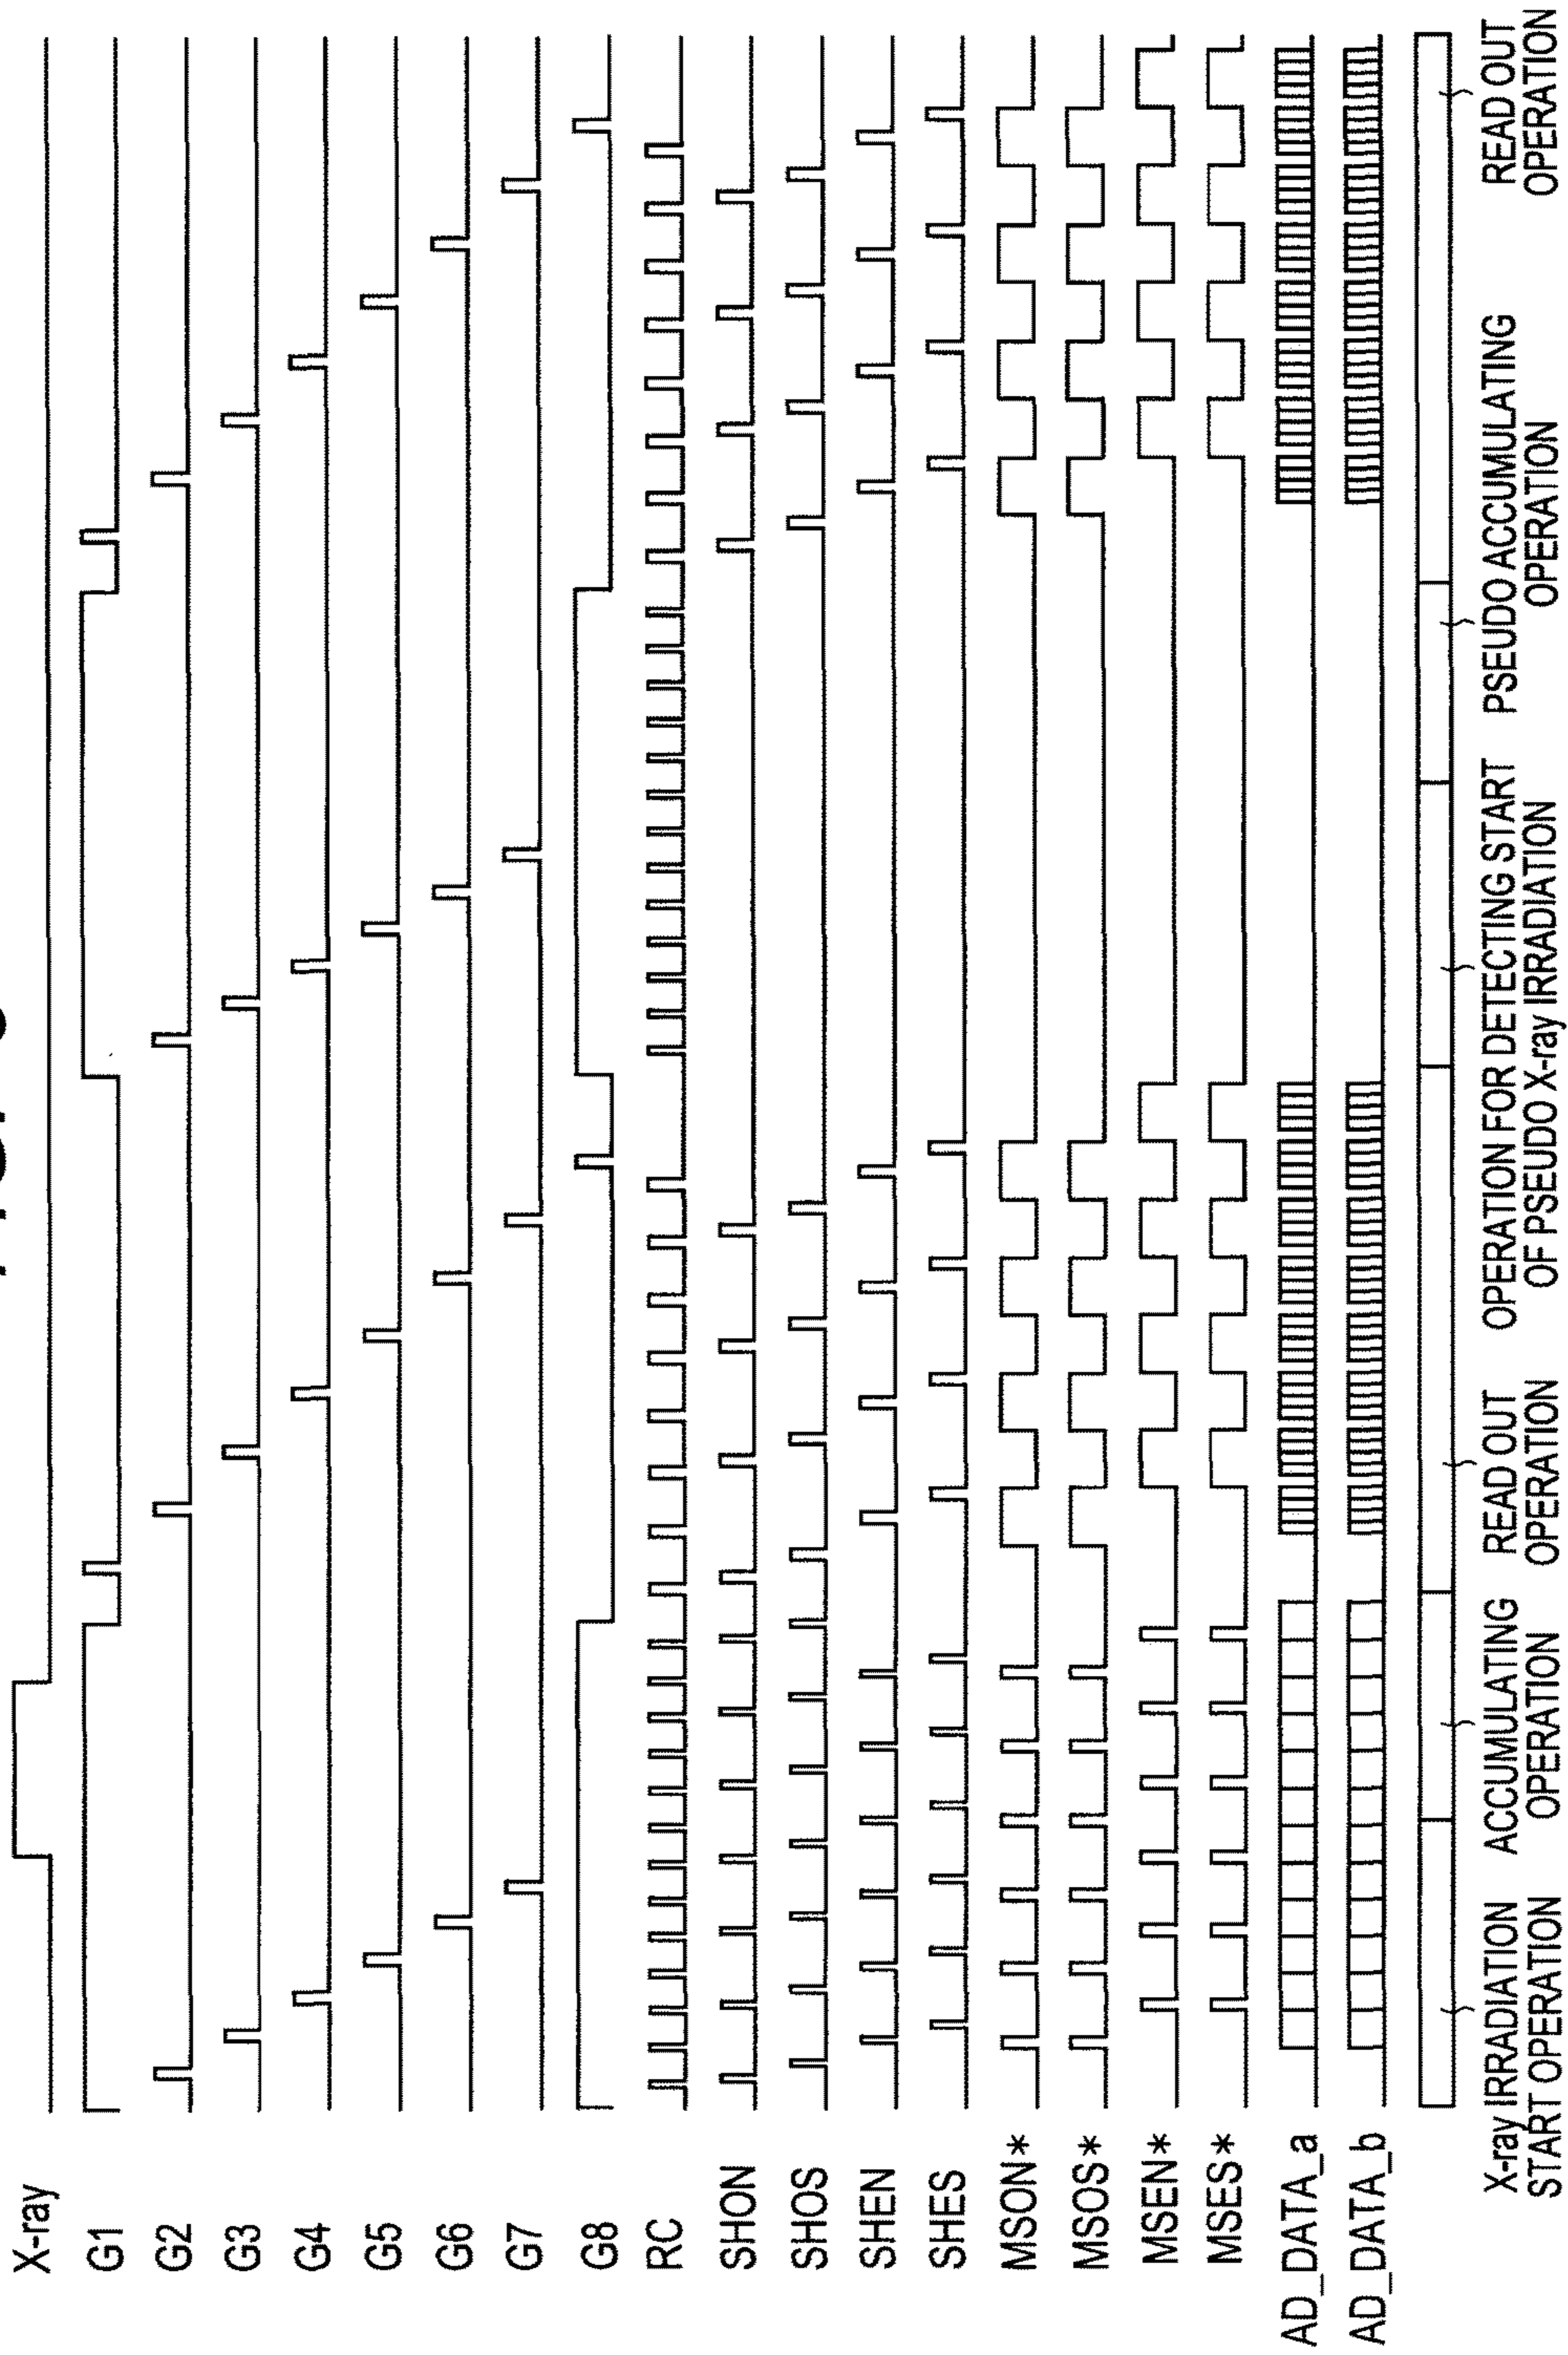 X-ray
G1
G2
G3
G4
G5
G6
G7
G8
RC
SHON
SHOS
SHEN
SHES
MSON*
MSOS*
MSEN*
MSES*
AD_DATA_a
AD_DATA_b
X-ray IRRADIATION
START OPERATION
ACCUMULATING
OPERATION
READ OUT
OPERATION
OPERATION FOR DETECTING START
OF PSEUDO X-ray IRRADIATION
PSEUDO ACCUMULATING
OPERATION
READ OUT
OPERATION